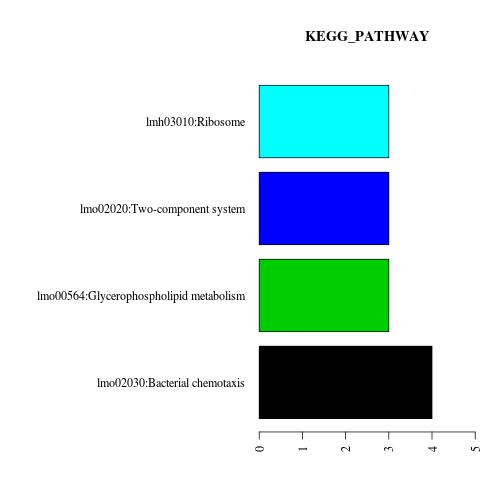 KEGG_PATHWAY
lmh03010:Ribosome
lmo02020:Two-component system
lmo00564:Glycerophospholipid metabolism
lmo02030:Bacterial chemotaxis
0 1 2 3 4 5